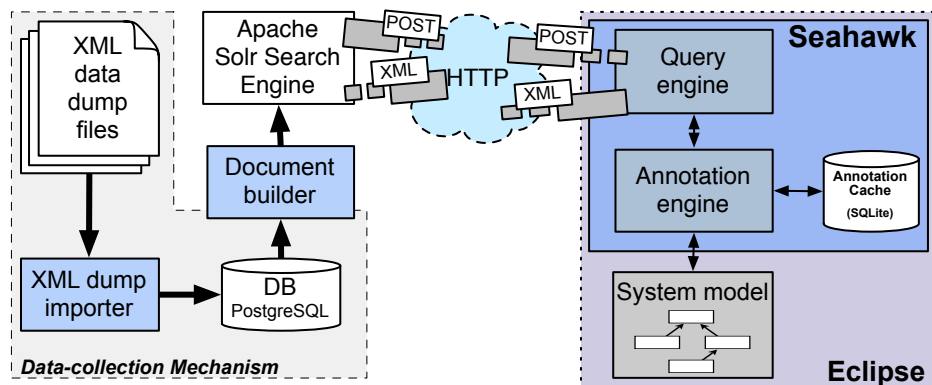 XML
data
dump
files
Apache
Solr Search
Engine
POST
XML
HTTP
POST
XML
Seahawk
Query
engine
Document
builder
Annotation
engine
Annotation
Cache
(SQLite)
XML dump
importer
DB
PostgreSQL
System model
Data-collection Mechanism
Eclipse